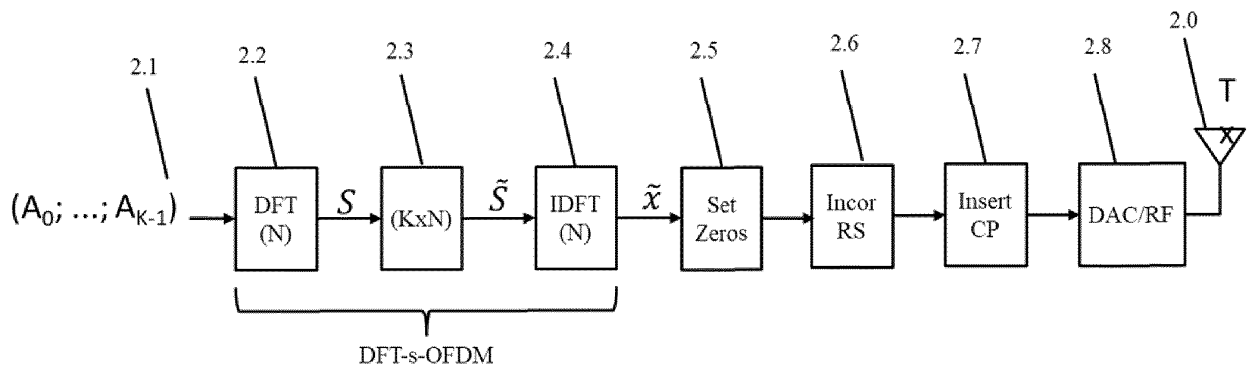 2.1
2.2
2.3
2.4
2.5
2.6
2.7
2.8
2.0
T
X
(A0; ...; AK-1)
DFT
(N)
S
(KxN)
S̃
IDFT
(N)
x̃
Set
Zeros
Incor
RS
Insert
CP
DAC/RF
DFT-s-OFDM